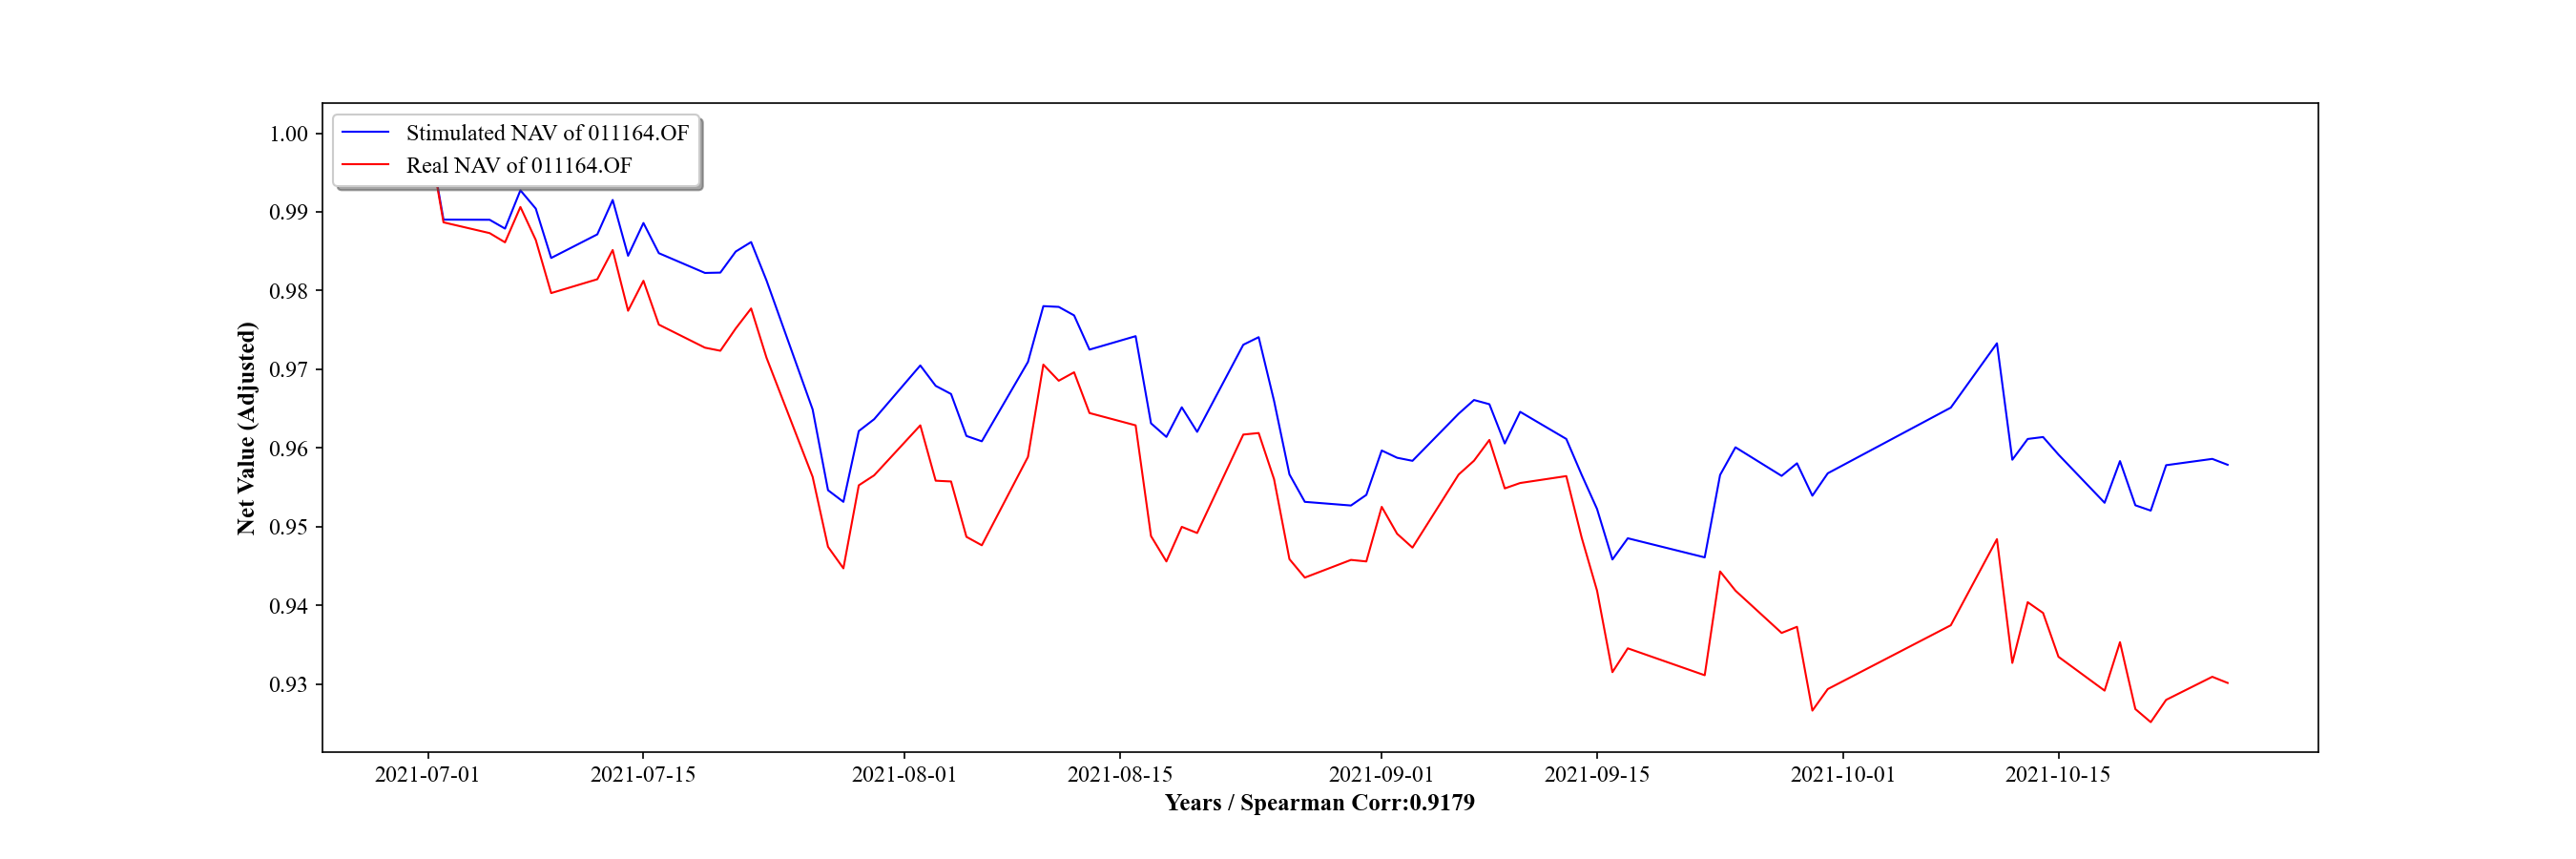 Stimulated NAV of 011164.OF
Real NAV of 011164.OF
1.00
0.99
0.98
0.97
0.96
0.95
0.94
0.93
Net Value (Adjusted)
2021-07-01 2021-07-15 2021-08-01 2021-08-15 2021-09-01 2021-09-15 2021-10-01 2021-10-15
Years / Spearman Corr:0.9179